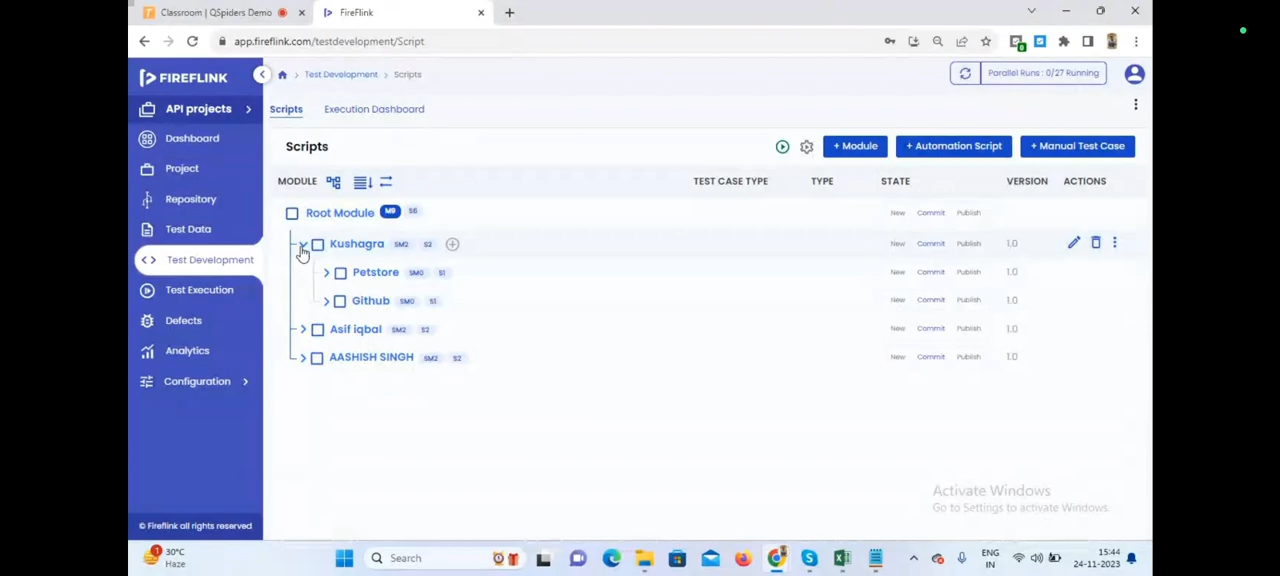 Classroom | QSpiders Demo
FireFlink
app.fireflink.com/testdevelopment/Script
FIREFLINK
Test Development > Scripts
Parallel Runs : 0/27 Running
API projects
Scripts
Execution Dashboard
Dashboard
Scripts
+ Module
+ Automation Script
+ Manual Test Case
Project
MODULE
TEST CASE TYPE
TYPE
STATE
VERSION
ACTIONS
Repository
Root Module M9 S6
New Commit Publish
Test Data
Kushagra SM2 S2
New Commit Publish 1.0
Test Development
Petstore SM0 S1
New Commit Publish 1.0
Test Execution
Github SM0 S1
New Commit Publish 1.0
Defects
Asif iqbal SM2 S2
New Commit Publish 1.0
Analytics
AASHISH SINGH SM2 S2
New Commit Publish 1.0
Configuration
Activate Windows
Go to Settings to activate Windows.
© Fireflink all rights reserved
1
30°C
Haze
Search
ENG
IN
15:44
24-11-2023